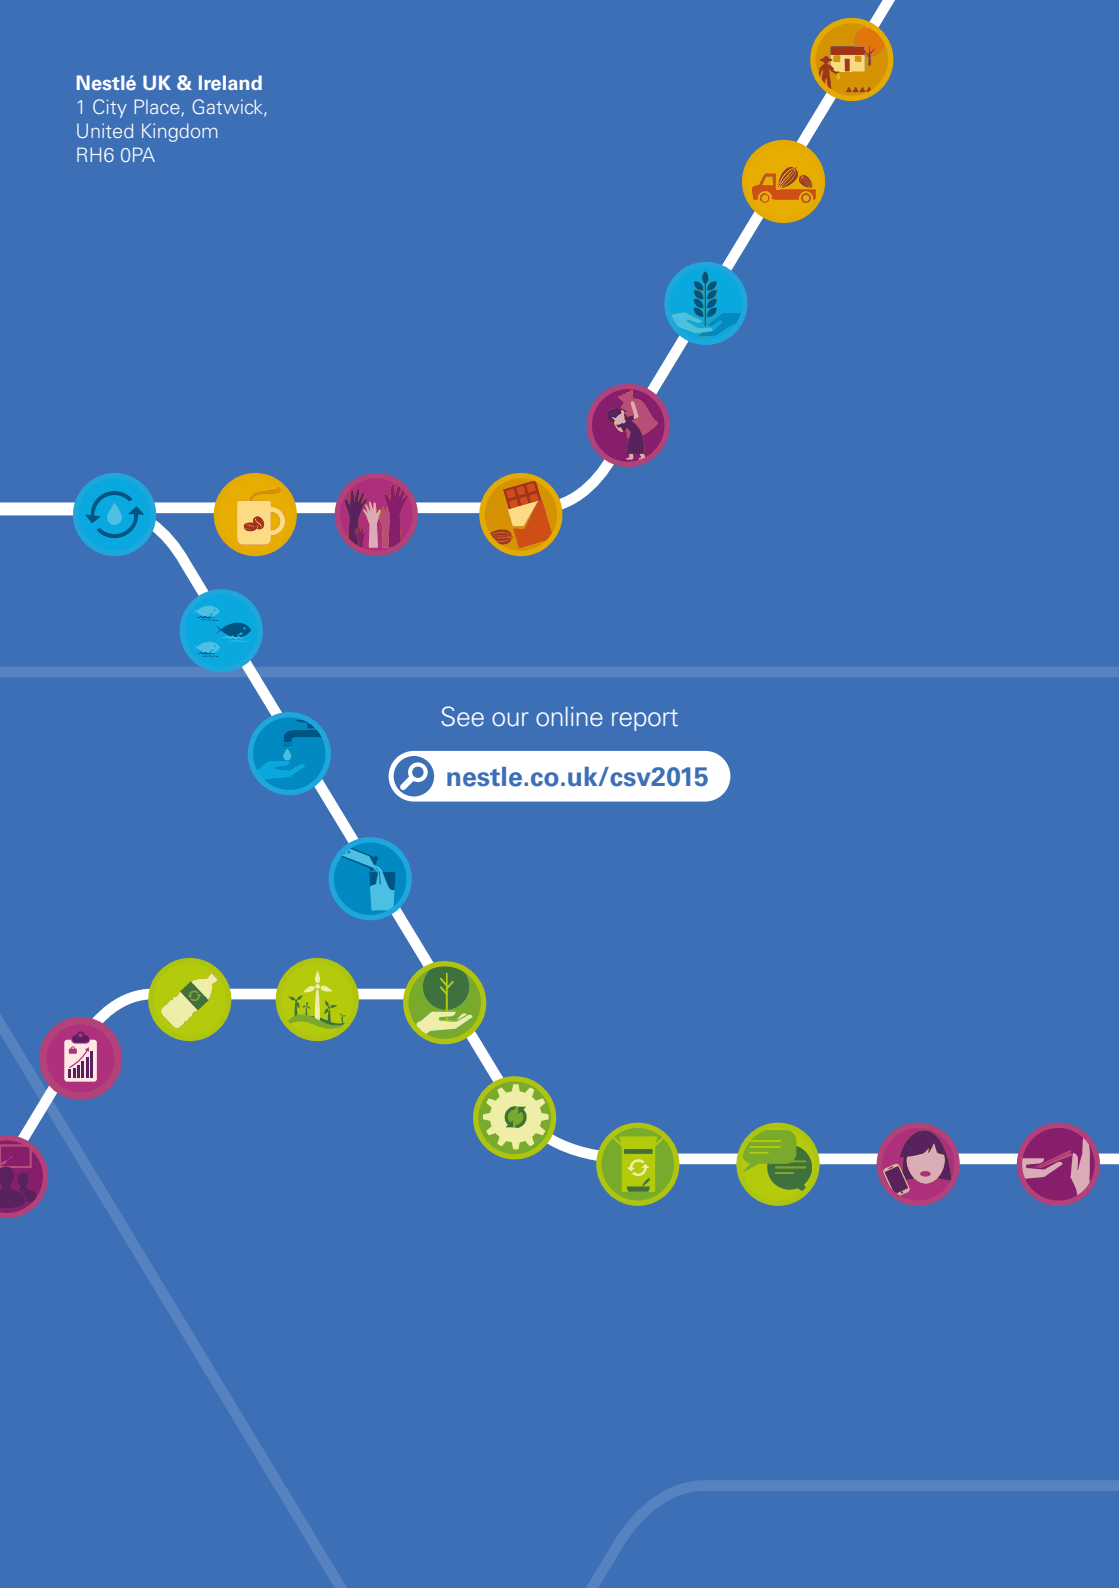 Nestlé UK & Ireland
1 City Place, Gatwick,
United Kingdom
RH6 0PA
See our online report
nestle.co.uk/csv2015